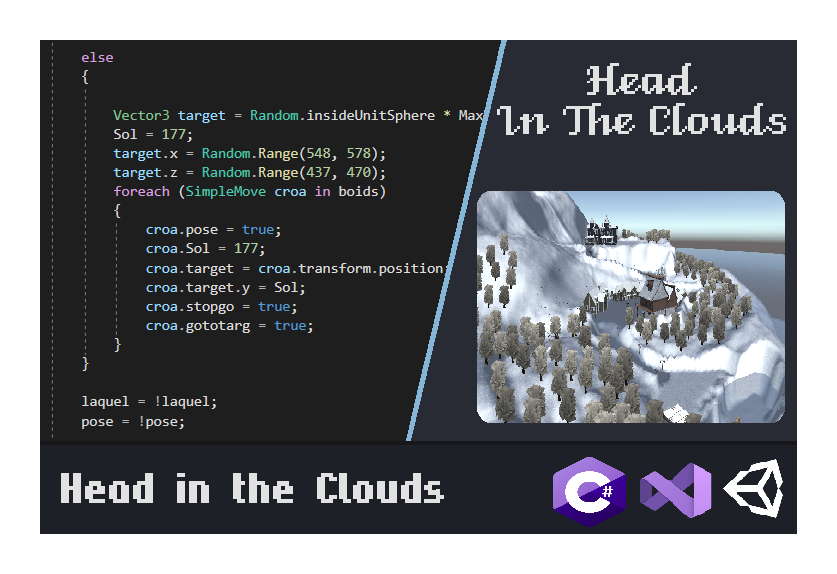 else
{
Vector3 target = Random.insideUnitSphere * Max
Sol = 177;
target.x = Random.Range(548, 578);
target.z = Random.Range(437, 470);
foreach (SimpleMove croa in boids)
{
croa.pose = true;
croa.Sol = 177;
croa.target = croa.transform.position
croa.target.y = Sol;
croa.stopgo = true;
croa.gototarg = true;
}
}
laquel = !laquel;
pose = !pose;
Head
In The Clouds
Head in the Clouds
C#